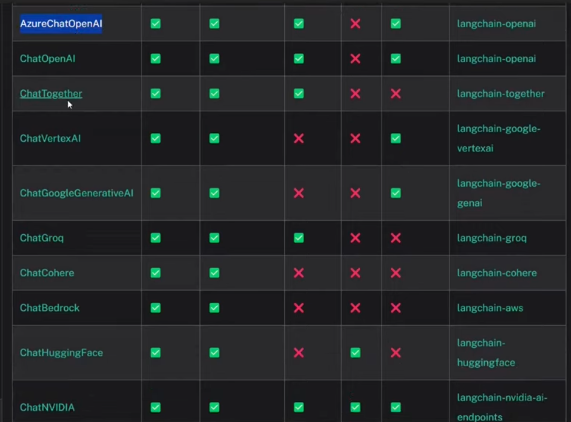 AzureChatOpenAI ✅ ✅ ✅ ❌ ✅ langchain-openai
ChatOpenAI ✅ ✅ ✅ ❌ ✅ langchain-openai
ChatTogether ✅ ✅ ✅ ❌ ❌ langchain-together
ChatVertexAI ✅ ✅ ❌ ❌ ✅ langchain-google-
vertexai
ChatGoogleGenerativeAI ✅ ✅ ❌ ❌ ✅ langchain-google-
genai
ChatGroq ✅ ✅ ✅ ❌ ❌ langchain-groq
ChatCohere ✅ ✅ ❌ ❌ ❌ langchain-cohere
ChatBedrock ✅ ✅ ❌ ❌ ❌ langchain-aws
ChatHuggingFace ✅ ✅ ❌ ✅ ❌ langchain-
huggingface
ChatNVIDIA ✅ ✅ ✅ ✅ ✅ langchain-nvidia-ai-
endpoints